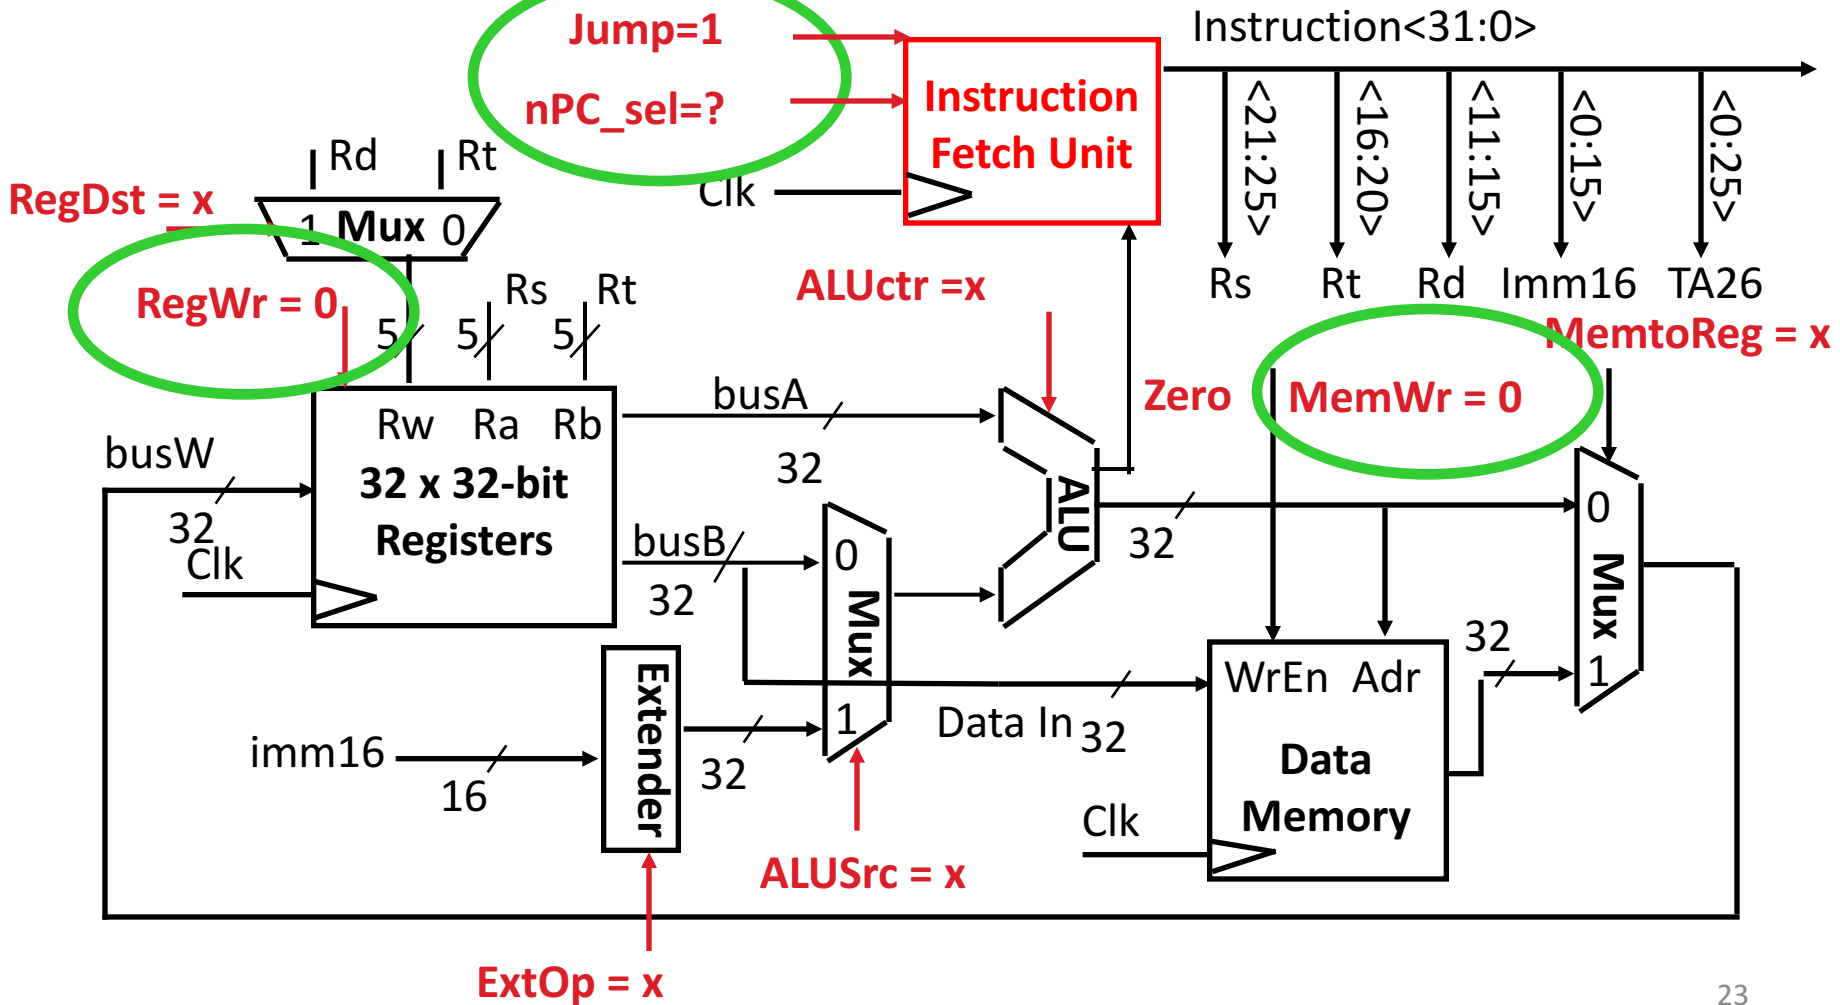 Jump=1
Instruction<31:0>
nPC_sel=?
Instruction
Fetch Unit
Clk
<21:25>
<16:20>
<11:15>
<0:15>
<0:25>
Rd
Rt
RegDst = x
1 Mux 0
Rs
Rt
Rd
Imm16
TA26
RegWr = 0
5
5
Rs
5
Rt
ALUctr =x
MemtoReg = x
Zero
MemWr = 0
busA
32
Rw Ra Rb
32 x 32-bit
Registers
busW
32
Clk
busB
32
0
Mux
1
ALU
32
0
Mux
1
32
WrEn Adr
Data In
32
Data
Memory
Clk
Extender
imm16
16
32
ALUSrc = x
ExtOp = x
23